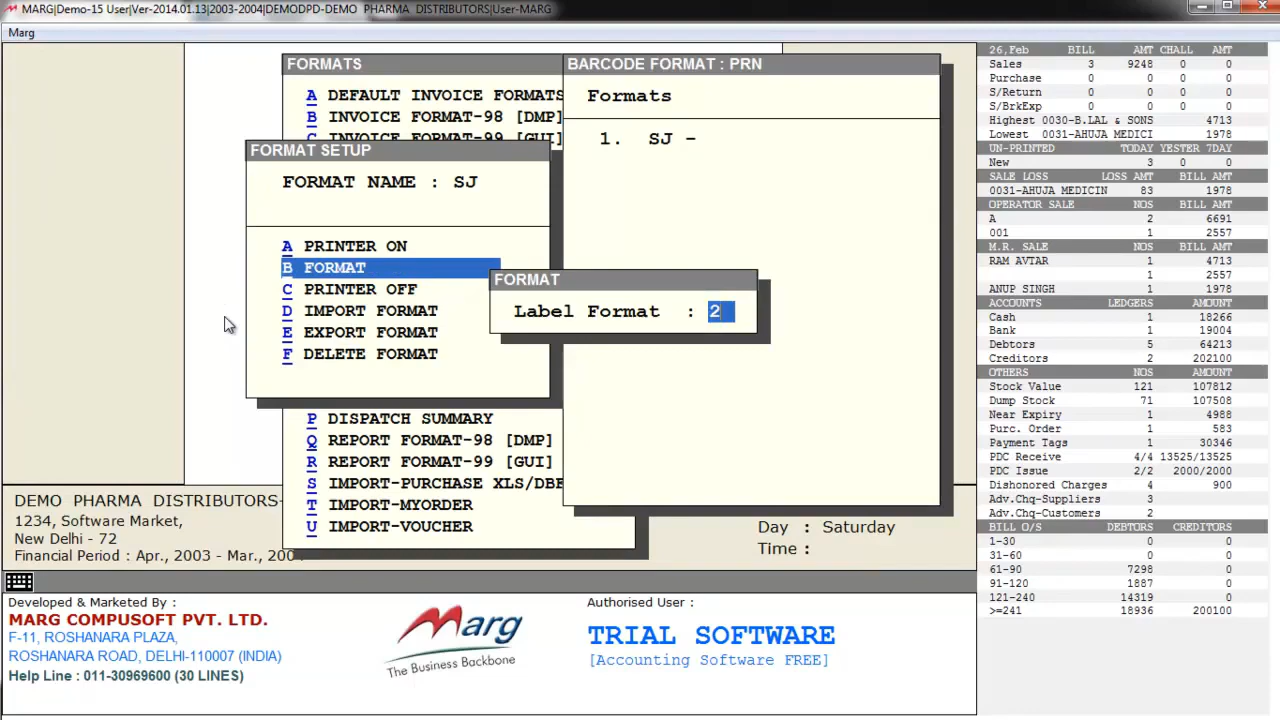 MARG|Demo-15 User|Ver-2014.01.13|2003-2004|DEMODPD-DEMO PHARMA DISTRIBUTORS|User-MARG
Marg
FORMATS
A DEFAULT INVOICE FORMATS
B INVOICE FORMAT-98 [DMP]
INVOICE FORMAT-99 [GUI]
P DISPATCH SUMMARY
Q REPORT FORMAT-98 [DMP]
R REPORT FORMAT-99 [GUI]
S IMPORT-PURCHASE XLS/DBF
T IMPORT-MYORDER
U IMPORT-VOUCHER
BARCODE FORMAT : PRN
Formats
1. SJ -
FORMAT SETUP
FORMAT NAME : SJ
A PRINTER ON
B FORMAT
C PRINTER OFF
D IMPORT FORMAT
E EXPORT FORMAT
F DELETE FORMAT
FORMAT
Label Format : 2
DEMO PHARMA DISTRIBUTORS-
1234, Software Market,
New Delhi - 72
Financial Period : Apr., 2003 - Mar., 200
Day : Saturday
Time :
Developed & Marketed By :
MARG COMPUSOFT PVT. LTD.
F-11, ROSHANARA PLAZA,
ROSHANARA ROAD, DELHI-110007 (INDIA)
Help Line : 011-30969600 (30 LINES)
Marg
The Business Backbone
Authorised User :
TRIAL SOFTWARE
[Accounting Software FREE]
26,Feb BILL AMT CHALL AMT
Sales 3 9248 0 0
Purchase 0 0 0 0
S/Return 0 0 0 0
S/BrkExp 0 0 0 0
Highest 0030-B.LAL & SONS 4713
Lowest 0031-AHUJA MEDICI 1978
UN-PRINTED TODAY YESTER 7DAY
New 3 0 0
SALE LOSS LOSS AMT BILL AMT
0031-AHUJA MEDICIN 83 1978
OPERATOR SALE NOS BILL AMT
A 2 6691
001 1 2557
M.R. SALE NOS BILL AMT
RAM AVTAR 1 4713
1 2557
ANUP SINGH 1 1978
ACCOUNTS LEDGERS AMOUNT
Cash 1 18266
Bank 1 19004
Debtors 5 64213
Creditors 2 202100
OTHERS NOS AMOUNT
Stock Value 121 107812
Dump Stock 71 107508
Near Expiry 1 4988
Purc. Order 1 583
Payment Tags 1 30346
PDC Receive 4/4 13525/13525
PDC Issue 2/2 2000/2000
Dishonored Charges 4 900
Adv.Chq-Suppliers 3
Adv.Chq-Customers 2
BILL O/S DEBTORS CREDITORS
1-30 0 0
31-60 0 0
61-90 7298 0
91-120 1887 0
121-240 14319 0
>=241 18936 200100